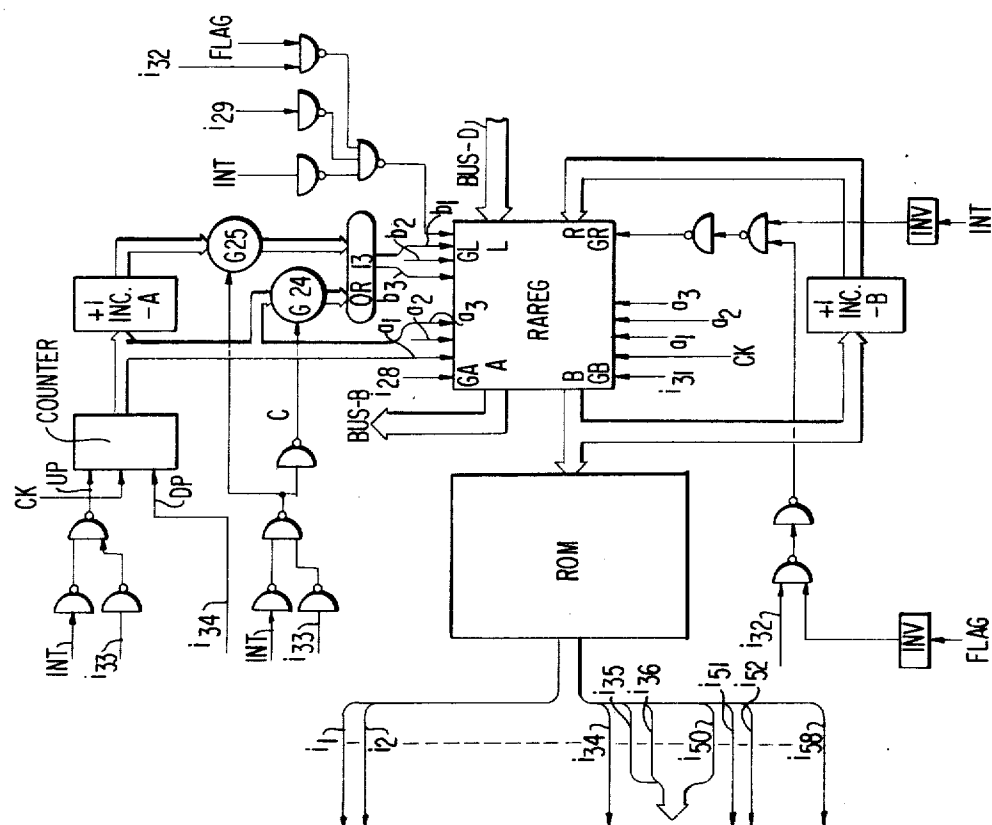 FLAG
i32
i29
INT
BUS-D
G25
G 24
OR 13
+1
INC.
-A
b1
b2
b3
a1
a2
a3
GL
L
R
GR
RAREG
GA
A
B
GB
i28
BUS-B
COUNTER
UP
CK
DP
C
INT
i33
i34
INT
i33
i31
CK
a1
a2
a3
+1
INC.
-B
INV
INT
ROM
i32
INV
FLAG
i1
i2
i34
i35
i36
i50
i51
i52
i58